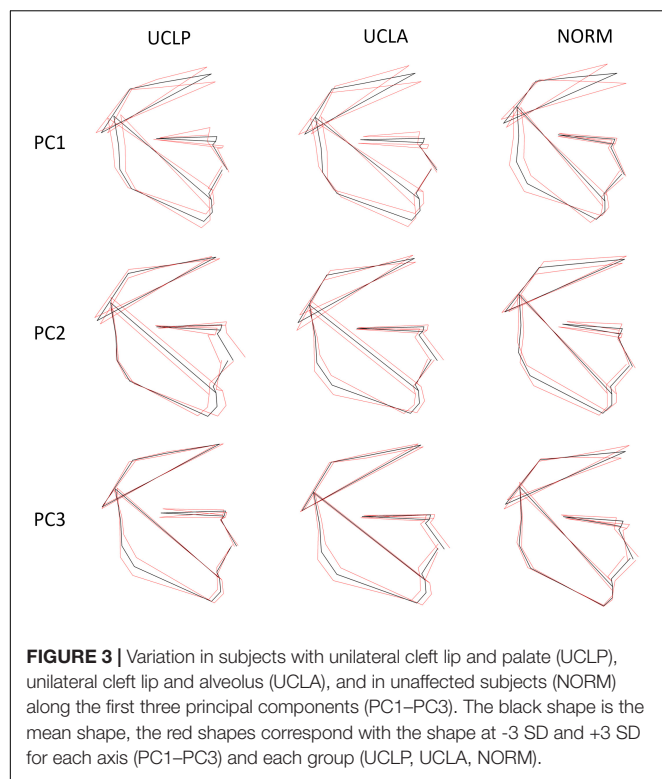 UCLP UCLA NORM
PC1
PC2
PC3
FIGURE 3 | Variation in subjects with unilateral cleft lip and palate (UCLP),
unilateral cleft lip and alveolus (UCLA), and in unaffected subjects (NORM)
along the first three principal components (PC1–PC3). The black shape is the
mean shape, the red shapes correspond with the shape at -3 SD and +3 SD
for each axis (PC1–PC3) and each group (UCLP, UCLA, NORM).